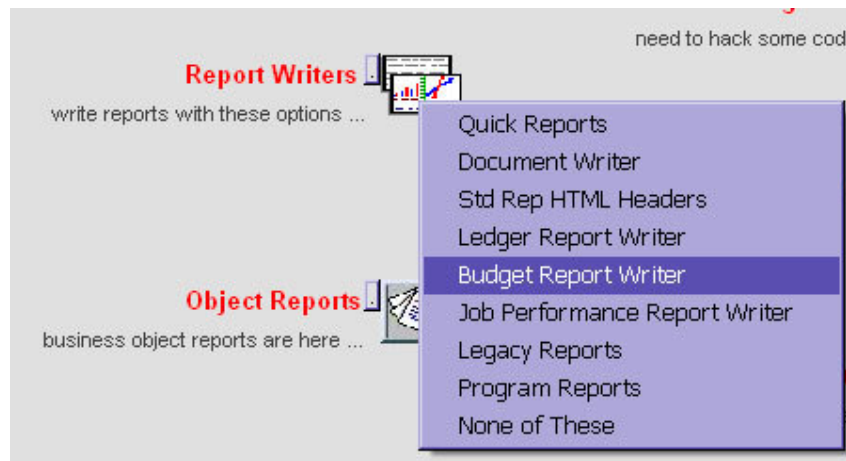 need to hack some cod
Report Writers
write reports with these options ...
Quick Reports
Document Writer
Std Rep HTML Headers
Ledger Report Writer
Budget Report Writer
Job Performance Report Writer
Legacy Reports
Program Reports
None of These
Object Reports
business object reports are here ...